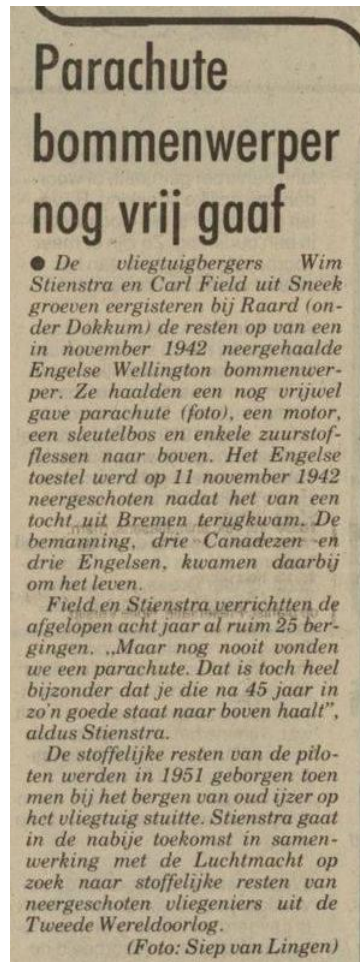 Parachute
bommenwerper
nog vrij gaaf
● De vliegtuigbergers Wim
Stienstra en Carl Field uit Sneek
groeven eergisteren bij Raard (on-
der Dokkum) de resten op van een
in november 1942 neergehaalde
Engelse Wellington bommenwer-
per. Ze haalden een nog vrijwel
gave parachute (foto), een motor,
een sleutelbos en enkele zuurstof-
flessen naar boven. Het Engelse
toestel werd op 11 november 1942
neergeschoten nadat het van een
tocht uit Bremen terugkwam. De
bemanning, drie Canadezen en
drie Engelsen, kwamen daarbij
om het leven.
Field en Stienstra verrichtten de
afgelopen acht jaar al ruim 25 ber-
gingen. „Maar nog nooit vonden
we een parachute. Dat is toch heel
bijzonder dat je die na 45 jaar in
zo'n goede staat naar boven haalt”,
aldus Stienstra.
De stoffelijke resten van de pilo-
ten werden in 1951 geborgen toen
men bij het bergen van oud ijzer op
het vliegtuig stuitte. Stienstra gaat
in de nabije toekomst in samen-
werking met de Luchtmacht op
zoek naar stoffelijke resten van
neergeschoten vliegeniers uit de
Tweede Wereldoorlog.
(Foto: Siep van Lingen)